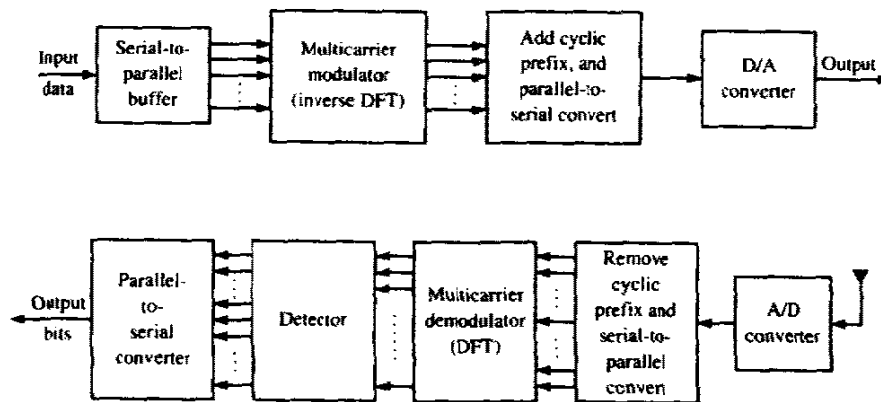 Input
data
Serial-to-
parallel
buffer
Multicarrier
modulator
(inverse DFT)
Add cyclic
prefix, and
parallel-to-
serial convert
D/A
converter
Output
Output
bits
Parallel-
to-
serial
converter
Detector
Multicarrier
demodulator
(DFT)
Remove
cyclic
prefix and
serial-to-
parallel
convert
A/D
converter